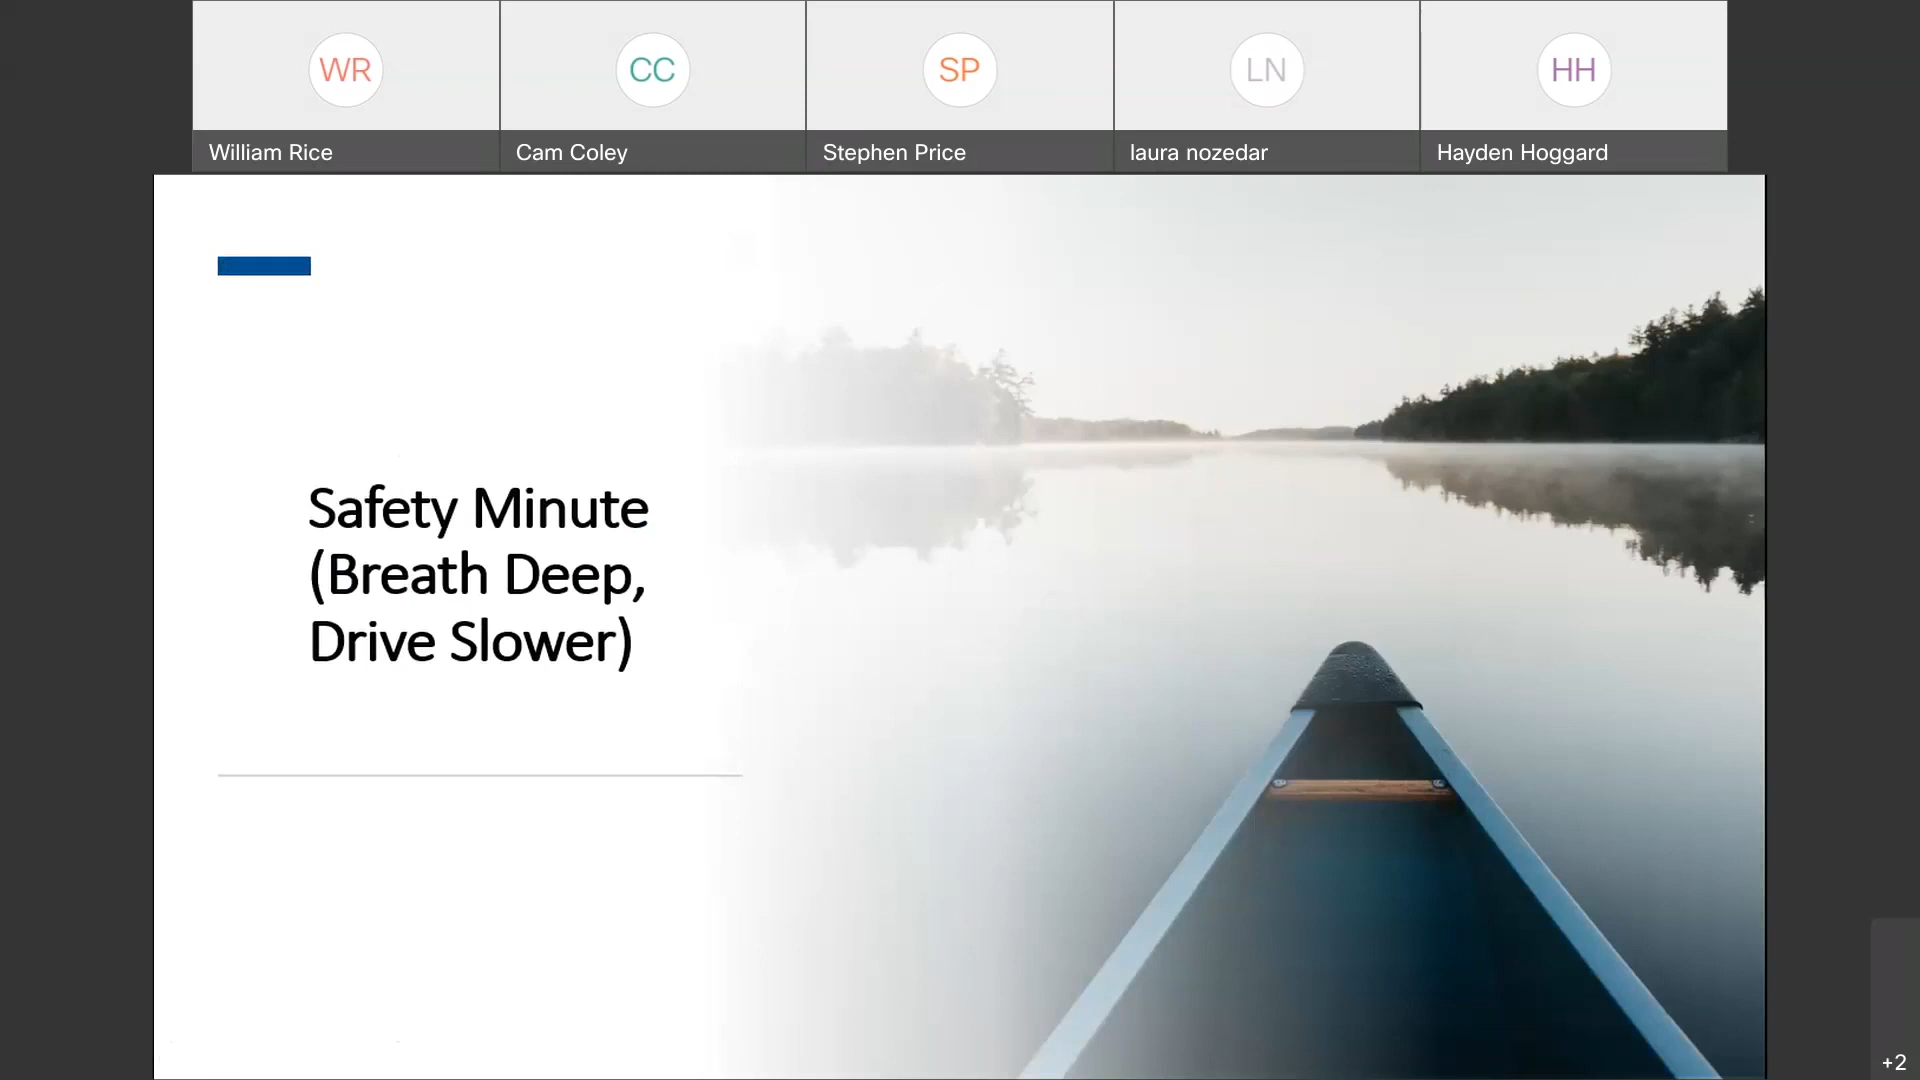 WR
CC
SP
LN
HH
William Rice
Cam Coley
Stephen Price
laura nozedar
Hayden Hoggard
Safety Minute
(Breath Deep,
Drive Slower)
+2